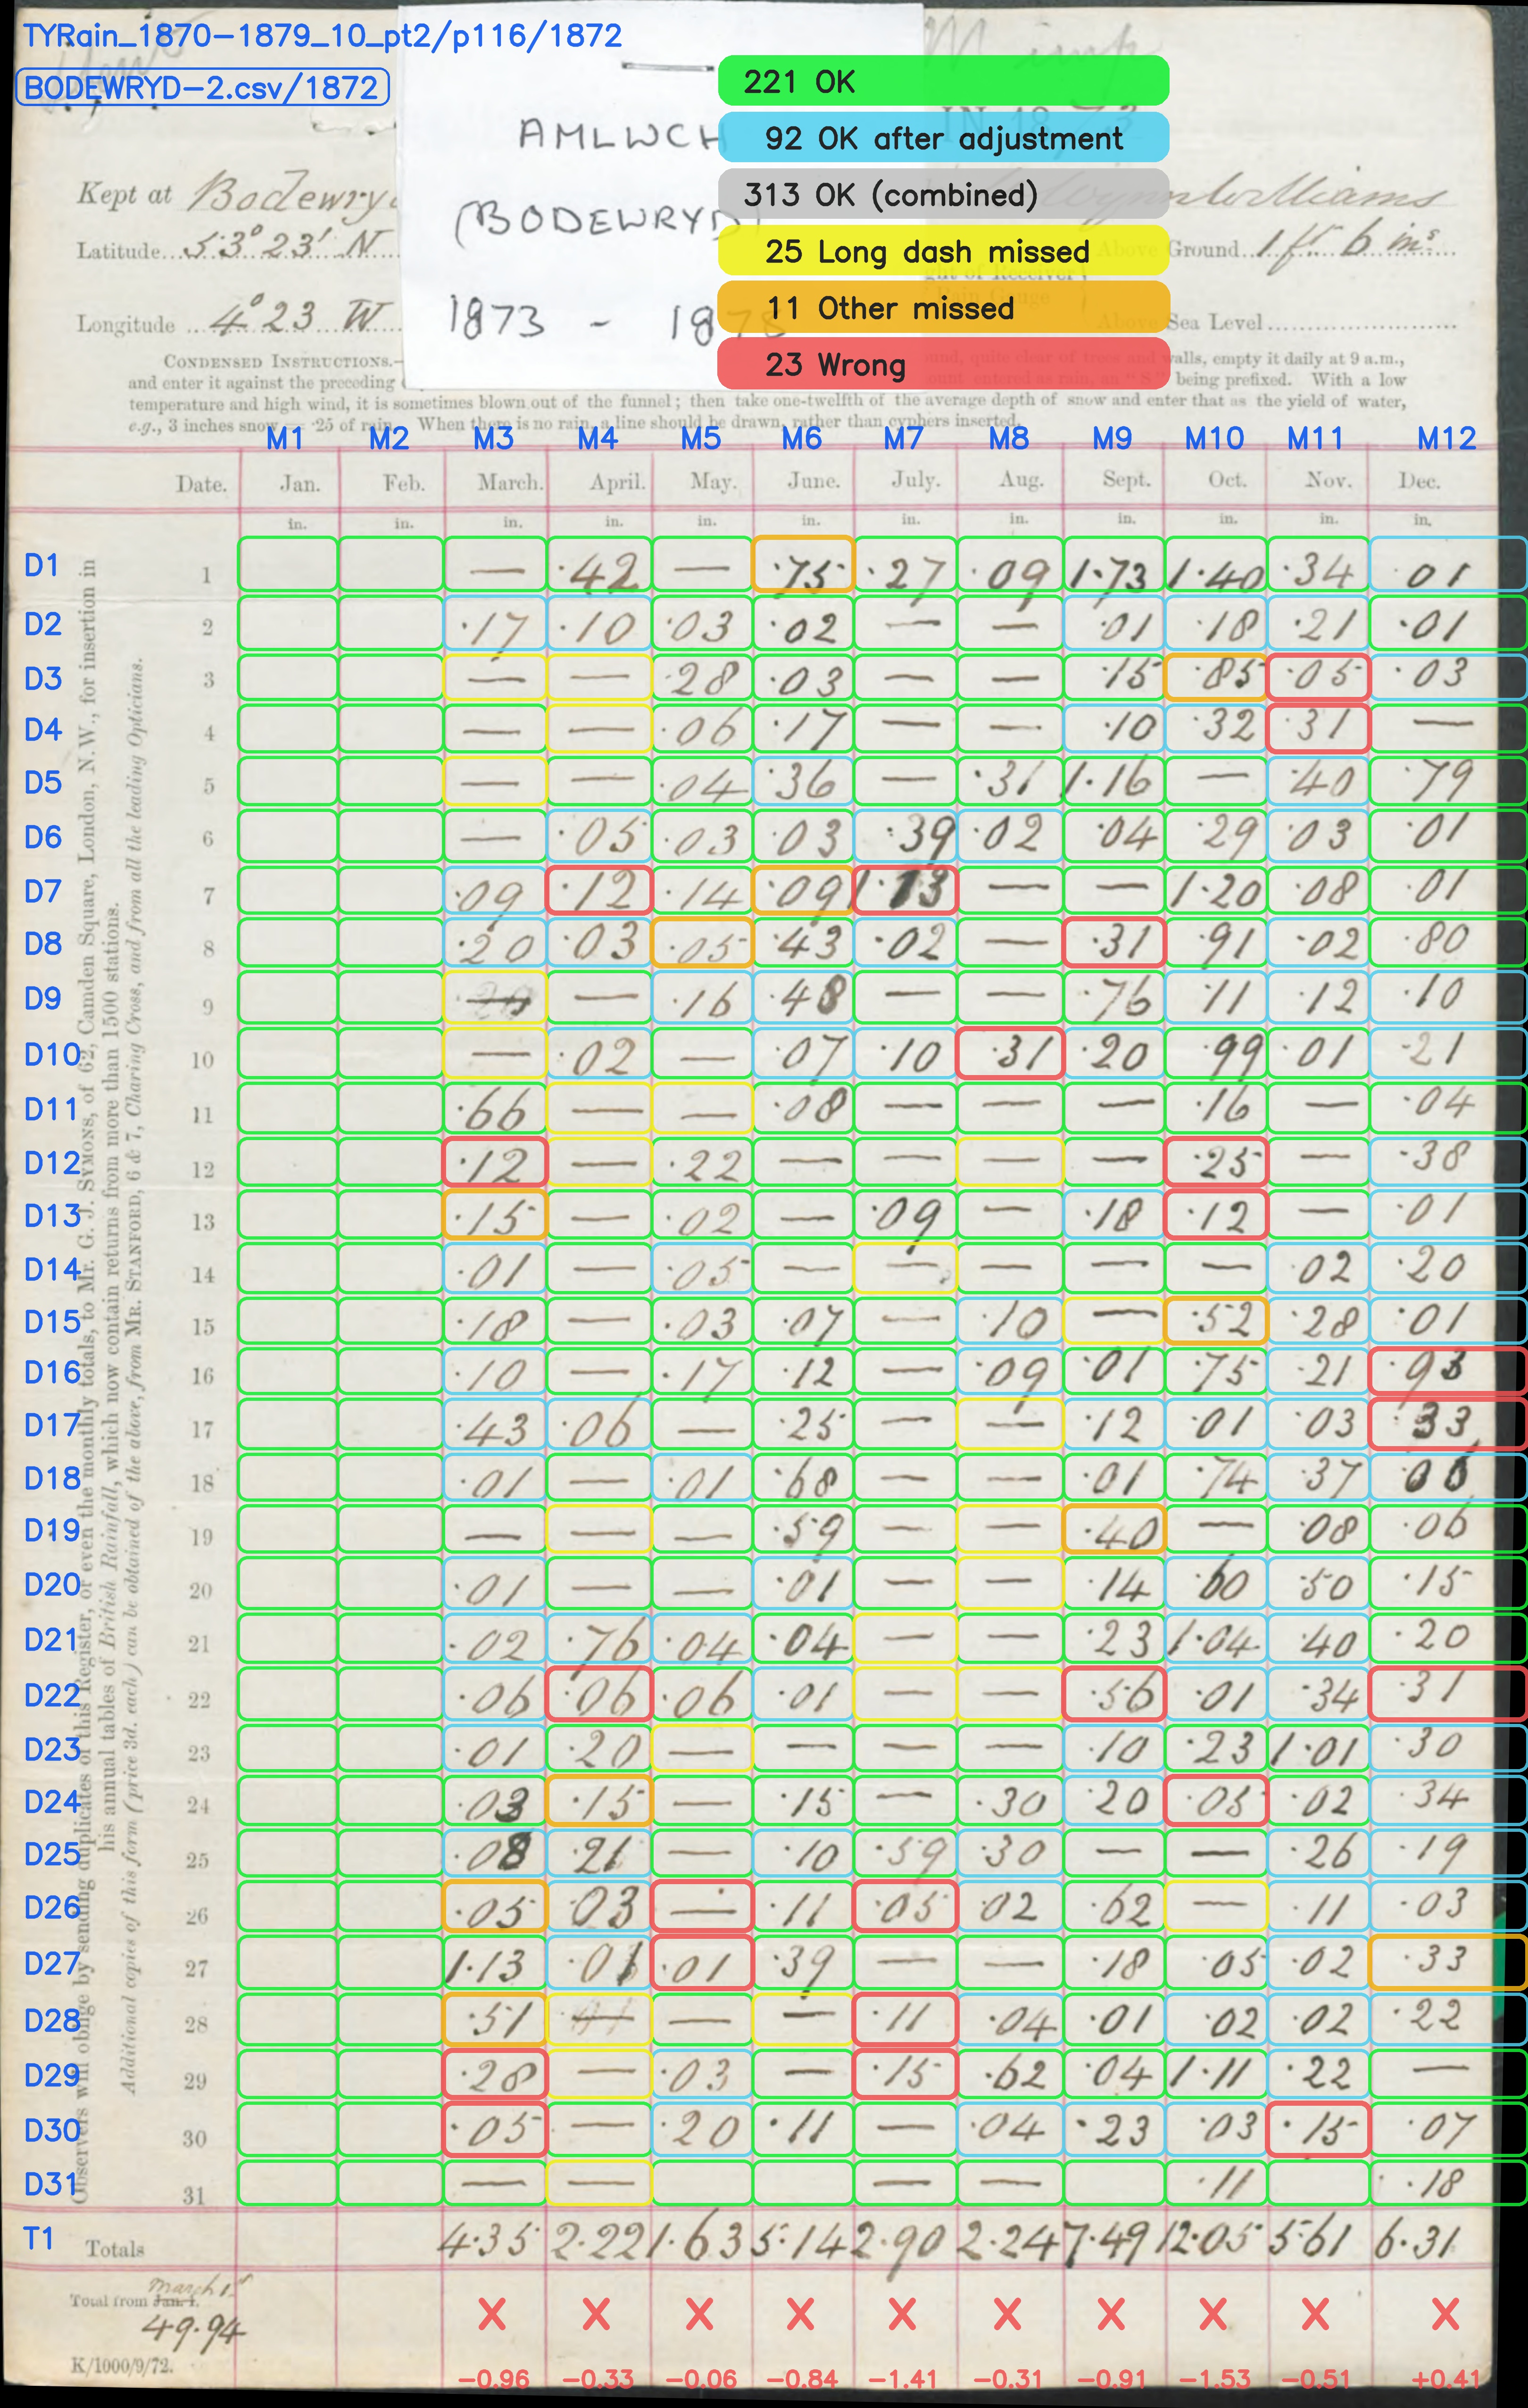 TYRain_1870-1879_10_pt2/p116/1872
BODEWRYD-2.csv/1872
221 OK
92 OK after adjustment
313 OK (combined)
25 Long dash missed
11 Other missed
23 Wrong
AMLWCH
(BODEWRYD)
1873 - 1878
Kept at Bodewry
Williams
Latitude 53° 23' N
Above Ground 1 ft 6 ins
Longitude 4° 23 W
Above Sea Level
CONDENSED INSTRUCTIONS.— walls, empty it daily at 9 a.m.,
and enter it against the preceding being prefixed. With a low
temperature and high wind, it is sometimes blown out of the funnel; then take one-twelfth of the average depth of snow and enter that as the yield of water,
e.g., 3 inches snow = ·25 of rain. When there is no rain, a line should be drawn, rather than cyphers inserted.
M1 M2 M3 M4 M5 M6 M7 M8 M9 M10 M11 M12
Date. Jan. Feb. March. April. May. June. July. Aug. Sept. Oct. Nov. Dec.
in. in. in. in. in. in. in. in. in. in. in. in.
D1 1 — ·42 — ·75 ·27 ·09 1·73 1·40 ·34 ·01
D2 2 ·17 ·10 ·03 ·02 — — ·01 ·18 ·21 ·01
D3 3 — — ·28 ·03 — — ·15 ·85 ·05 ·03
D4 4 — — ·06 ·17 — — ·10 ·32 ·31 —
D5 5 — — ·04 ·36 — ·31 1·16 — ·40 ·79
D6 6 — ·05 ·03 ·03 ·39 ·02 ·04 ·29 ·03 ·01
D7 7 ·09 ·12 ·14 ·09 1·13 — — 1·20 ·08 ·01
D8 8 ·20 ·03 ·05 ·43 ·02 — ·31 ·91 ·02 ·80
D9 9 — — ·16 ·48 — — ·76 ·11 ·12 ·10
D10 10 — ·02 — ·07 ·10 ·31 ·20 ·99 ·01 ·21
D11 11 ·66 — — ·08 — — — ·16 — ·04
D12 12 ·12 — ·22 — — — — ·25 — ·38
D13 13 ·15 — ·02 — ·09 — ·18 ·12 — ·01
D14 14 ·01 — ·05 — — — — — 02 ·20
D15 15 ·18 — ·03 ·07 — ·10 — ·52 ·28 ·01
D16 16 ·10 — ·17 ·12 — ·09 ·01 ·75 ·21 ·93
D17 17 ·43 ·06 — ·25 — — ·12 ·01 ·03 ·33
D18 18 ·01 — ·01 ·68 — — ·01 ·74 ·37 06
D19 19 — — — ·59 — — ·40 — ·08 ·06
D20 20 ·01 — — ·01 — — ·14 ·60 ·50 ·15
D21 21 ·02 ·76 ·04 ·04 — — ·23 1·04 ·40 ·20
D22 22 ·06 ·06 ·06 ·01 — — ·56 ·01 ·34 ·31
D23 23 ·01 ·20 — — — — ·10 ·23 1·01 ·30
D24 24 ·03 ·15 — ·15 — ·30 ·20 ·05 ·02 ·34
D25 25 ·08 ·21 — ·10 ·59 ·30 — — ·26 ·19
D26 26 ·05 ·03 — ·11 ·05 02 ·62 — ·11 ·03
D27 27 1·13 ·01 ·01 ·39 — — ·18 ·05 ·02 ·33
D28 28 ·51 — — — ·11 ·04 ·01 ·02 ·02 ·22
D29 29 ·28 — ·03 — ·15 ·62 ·04 1·11 ·22 —
D30 30 ·05 — ·20 ·11 — ·04 ·23 ·03 ·15 ·07
D31 31 — — — — ·11 ·18
T1 Totals 4·35 2·22 1·63 5·14 2·90 2·24 7·49 12·05 5·61 6·31
March 1st
Total from Jan. 1.
49·94
K/1000/9/72.
-0.96 -0.33 -0.06 -0.84 -1.41 -0.31 -0.91 -1.53 -0.51 +0.41
Observers will oblige by sending duplicates of this Register, or even the monthly totals, to Mr. G. J. SYMONS, of 62, Camden Square, London, N.W., for insertion in
his annual tables of British Rainfall, which now contain returns from more than 1500 stations.
Additional copies of this form (price 3d. each) can be obtained of the above, from MR. STANFORD, 6 & 7, Charing Cross, and from all the leading Opticians.